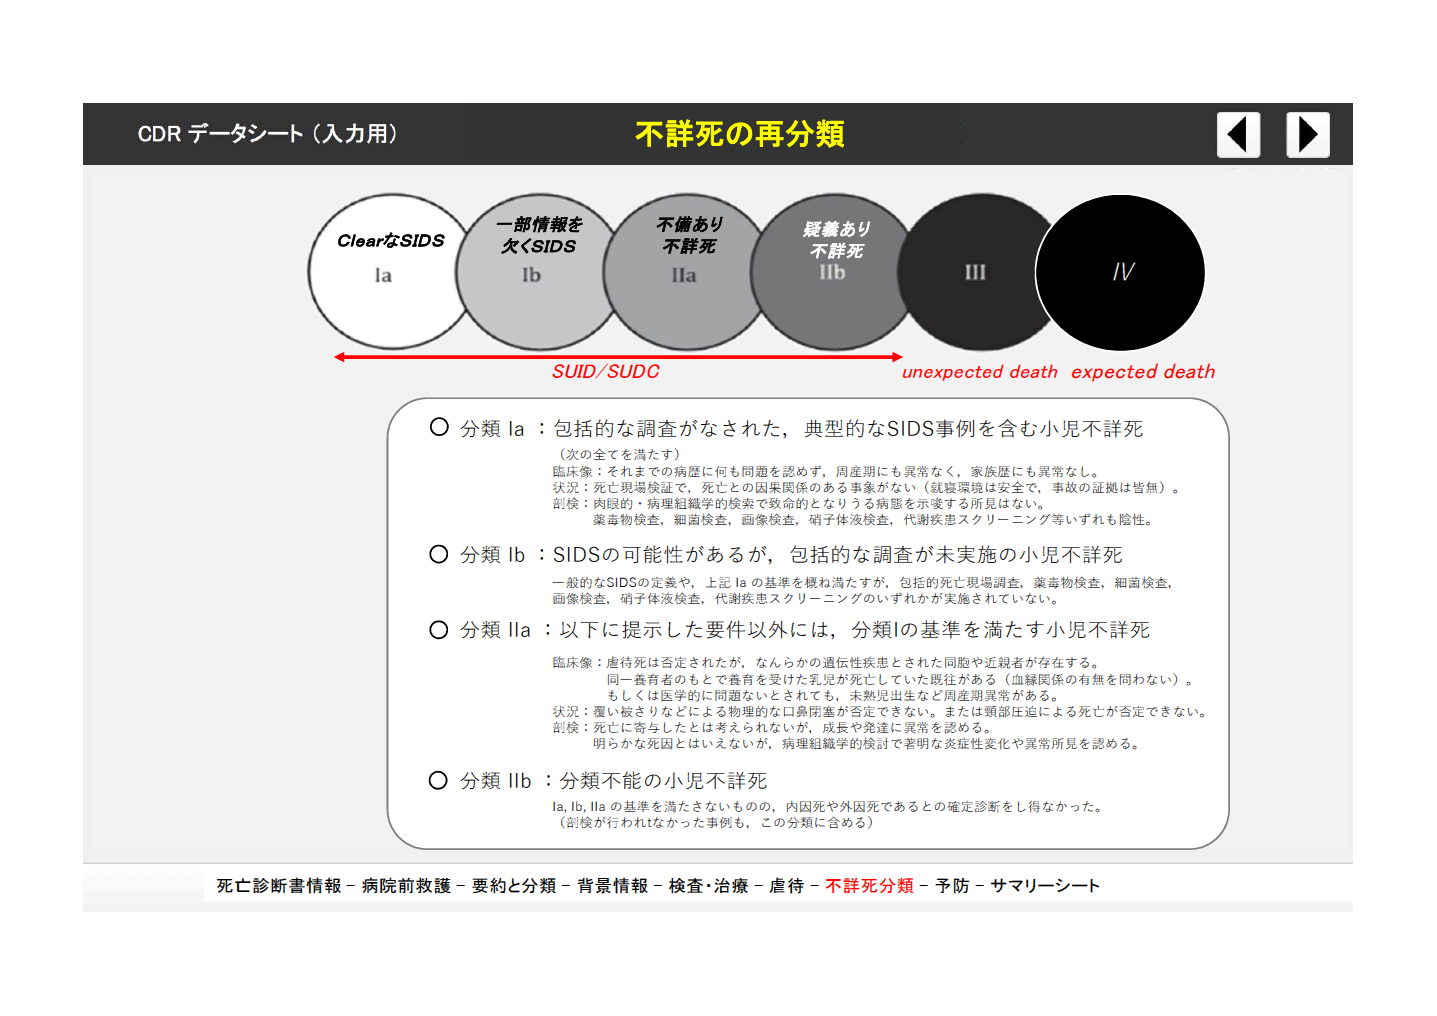 CDR データシート（入力用）
不詳死の再分類
ClearなSIDS
Ia
一部情報を
欠くSIDS
Ib
不備あり
不詳死
IIa
疑義あり
不詳死
IIb
III
IV
SUID/SUDC
unexpected death
expected death
○ 分類 Ia ：包括的な調査がなされた，典型的なSIDS事例を含む小児不詳死
（次の全てを満たす）
臨床像：それまでの病歴に何も問題を認めず，周産期にも異常なく，家族歴にも異常なし。
状況：死亡現場検証で，死亡との因果関係のある事象がない（就寝環境は安全で，事故の証拠は皆無）。
剖検：肉眼的・病理組織学的検索で致命的となりうる病態を示唆する所見はない。
薬毒物検査，細菌検査，画像検査，硝子体液検査，代謝疾患スクリーニング等いずれも陰性。
○ 分類 Ib ：SIDSの可能性があるが，包括的な調査が未実施の小児不詳死
一般的なSIDSの定義や，上記 Ia の基準を概ね満たすが，包括的死亡現場調査，薬毒物検査，細菌検査，
画像検査，硝子体液検査，代謝疾患スクリーニングのいずれかが実施されていない。
○ 分類 IIa ：以下に提示した要件以外には，分類Iの基準を満たす小児不詳死
臨床像：虐待死は否定されたが，なんらかの遺伝性疾患とされた同胞や近親者が存在する。
同一養育者のもとで養育を受けた乳児が死亡していた既往がある（血縁関係の有無を問わない）。
もしくは医学的に問題ないとされても，未熟児出生など周産期異常がある。
状況：覆い被さりなどによる物理的な口鼻閉塞が否定できない。または頸部圧迫による死亡が否定できない。
剖検：死亡に寄与したとは考えられないが，成長や発達に異常を認める。
明らかな死因とはいえないが，病理組織学的検討で著明な炎症性変化や異常所見を認める。
○ 分類 IIb ：分類不能の小児不詳死
Ia, Ib, IIa の基準を満たさないものの，内因死や外因死であるとの確定診断をし得なかった。
（剖検が行われtなかった事例も，この分類に含める）
死亡診断書情報 – 病院前救護 – 要約と分類 – 背景情報 – 検査・治療 – 虐待 – 不詳死分類 – 予防 – サマリーシート